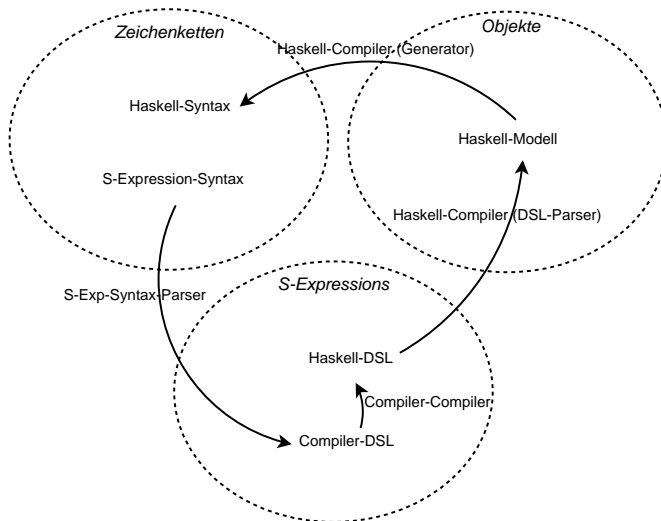 Zeichenketten
Objekte
Haskell-Compiler (Generator)
Haskell-Syntax
Haskell-Modell
S-Expression-Syntax
Haskell-Compiler (DSL-Parser)
S-Exp-Syntax-Parser
S-Expressions
Haskell-DSL
Compiler-Compiler
Compiler-DSL